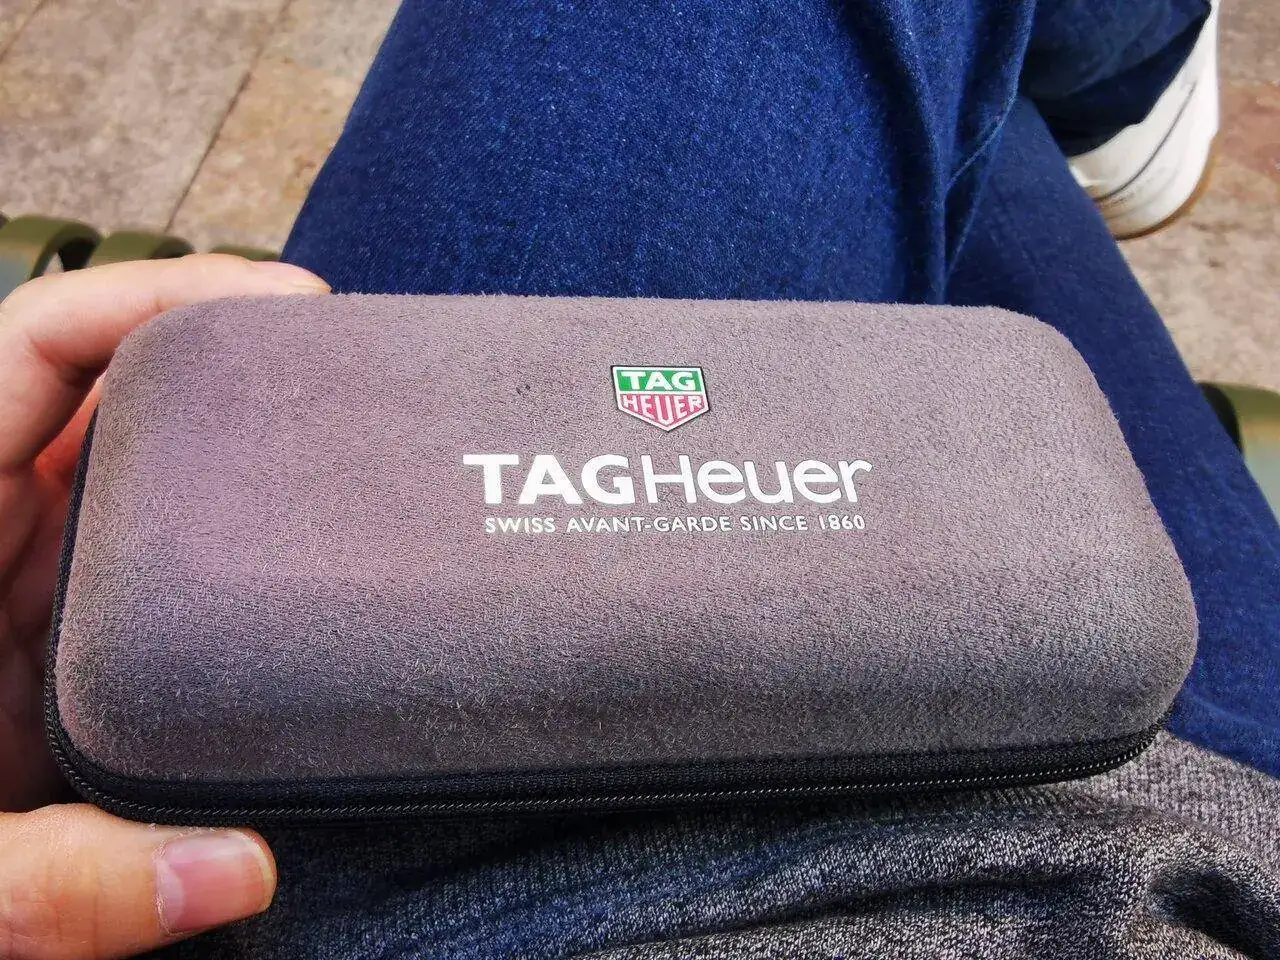 TAG
HEUER
TAGHeuer
SWISS AVANT-GARDE SINCE 1860